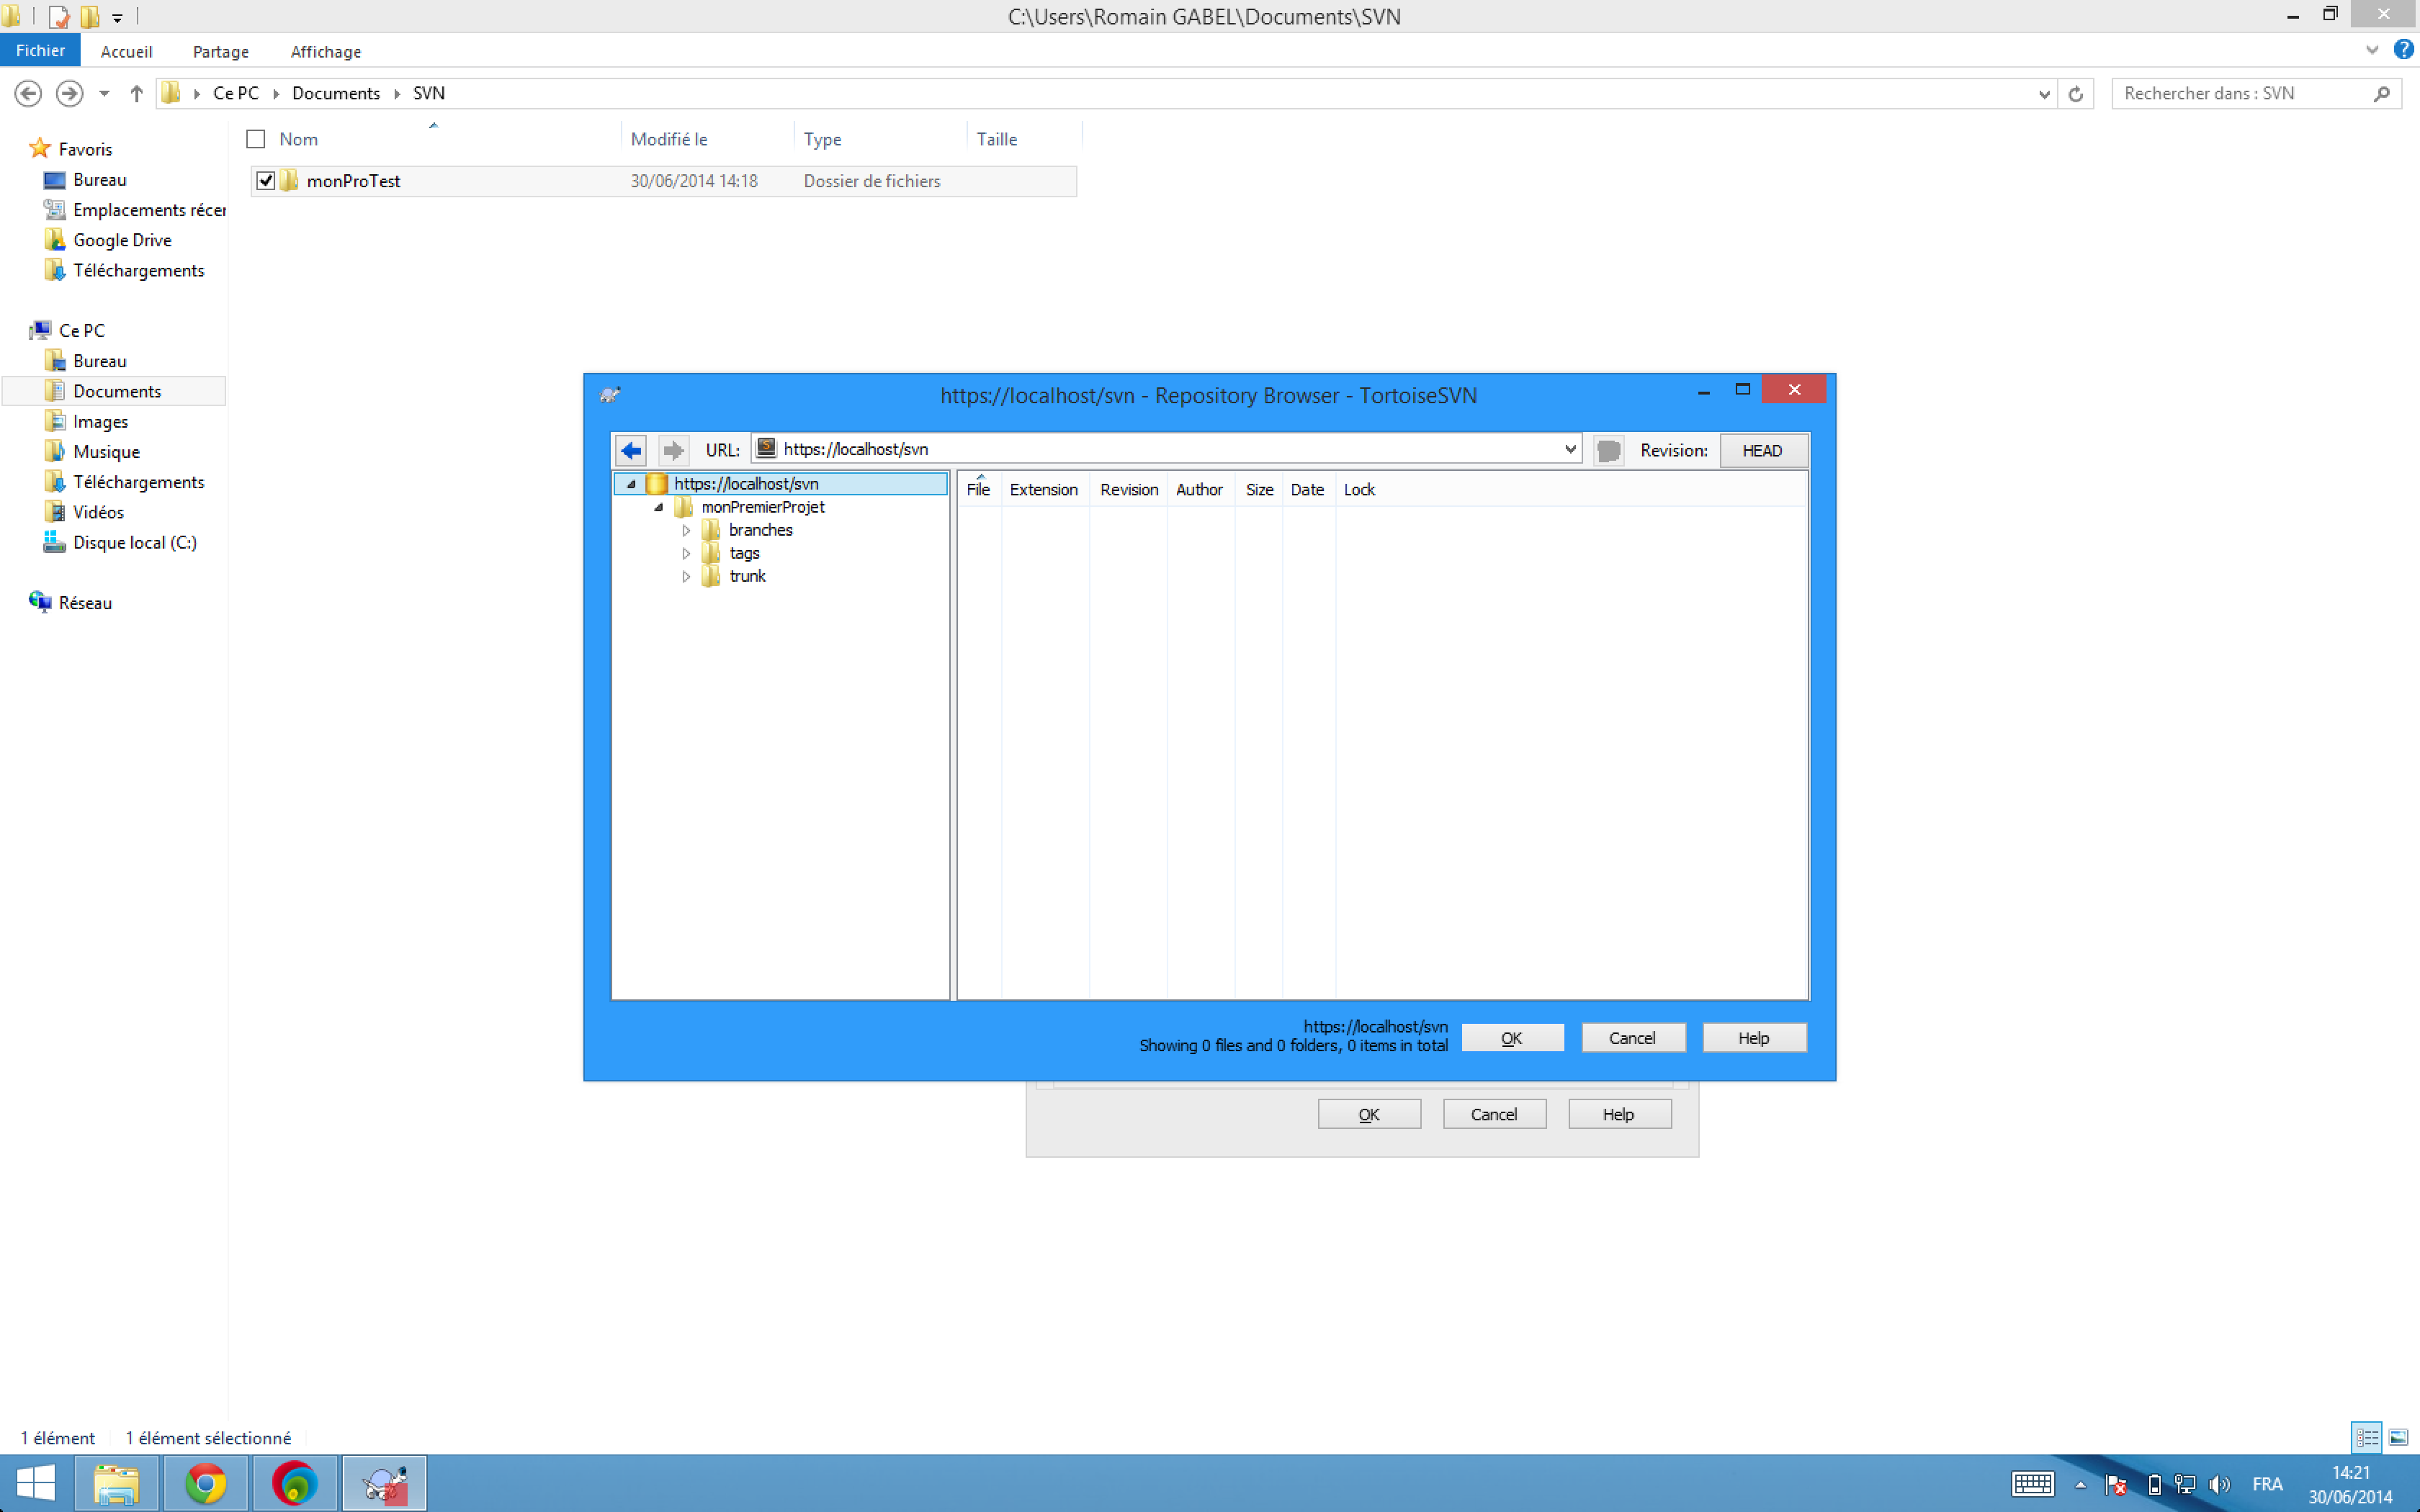 C:\Users\Romain GABEL\Documents\SVN
Fichier Accueil Partage Affichage
Ce PC Documents SVN Rechercher dans : SVN
Nom Modifié le Type Taille
monProTest 30/06/2014 14:18 Dossier de fichiers
Favoris
Bureau
Emplacements récer
Google Drive
Téléchargements
Ce PC
Bureau
Documents
Images
Musique
Téléchargements
Vidéos
Disque local (C:)
Réseau
https://localhost/svn - Repository Browser - TortoiseSVN
URL: https://localhost/svn Revision: HEAD
https://localhost/svn
monPremierProjet
branches
tags
trunk
File Extension Revision Author Size Date Lock
https://localhost/svn
Showing 0 files and 0 folders, 0 items in total
OK Cancel Help
OK Cancel Help
1 élément 1 élément sélectionné
FRA 14:21
30/06/2014